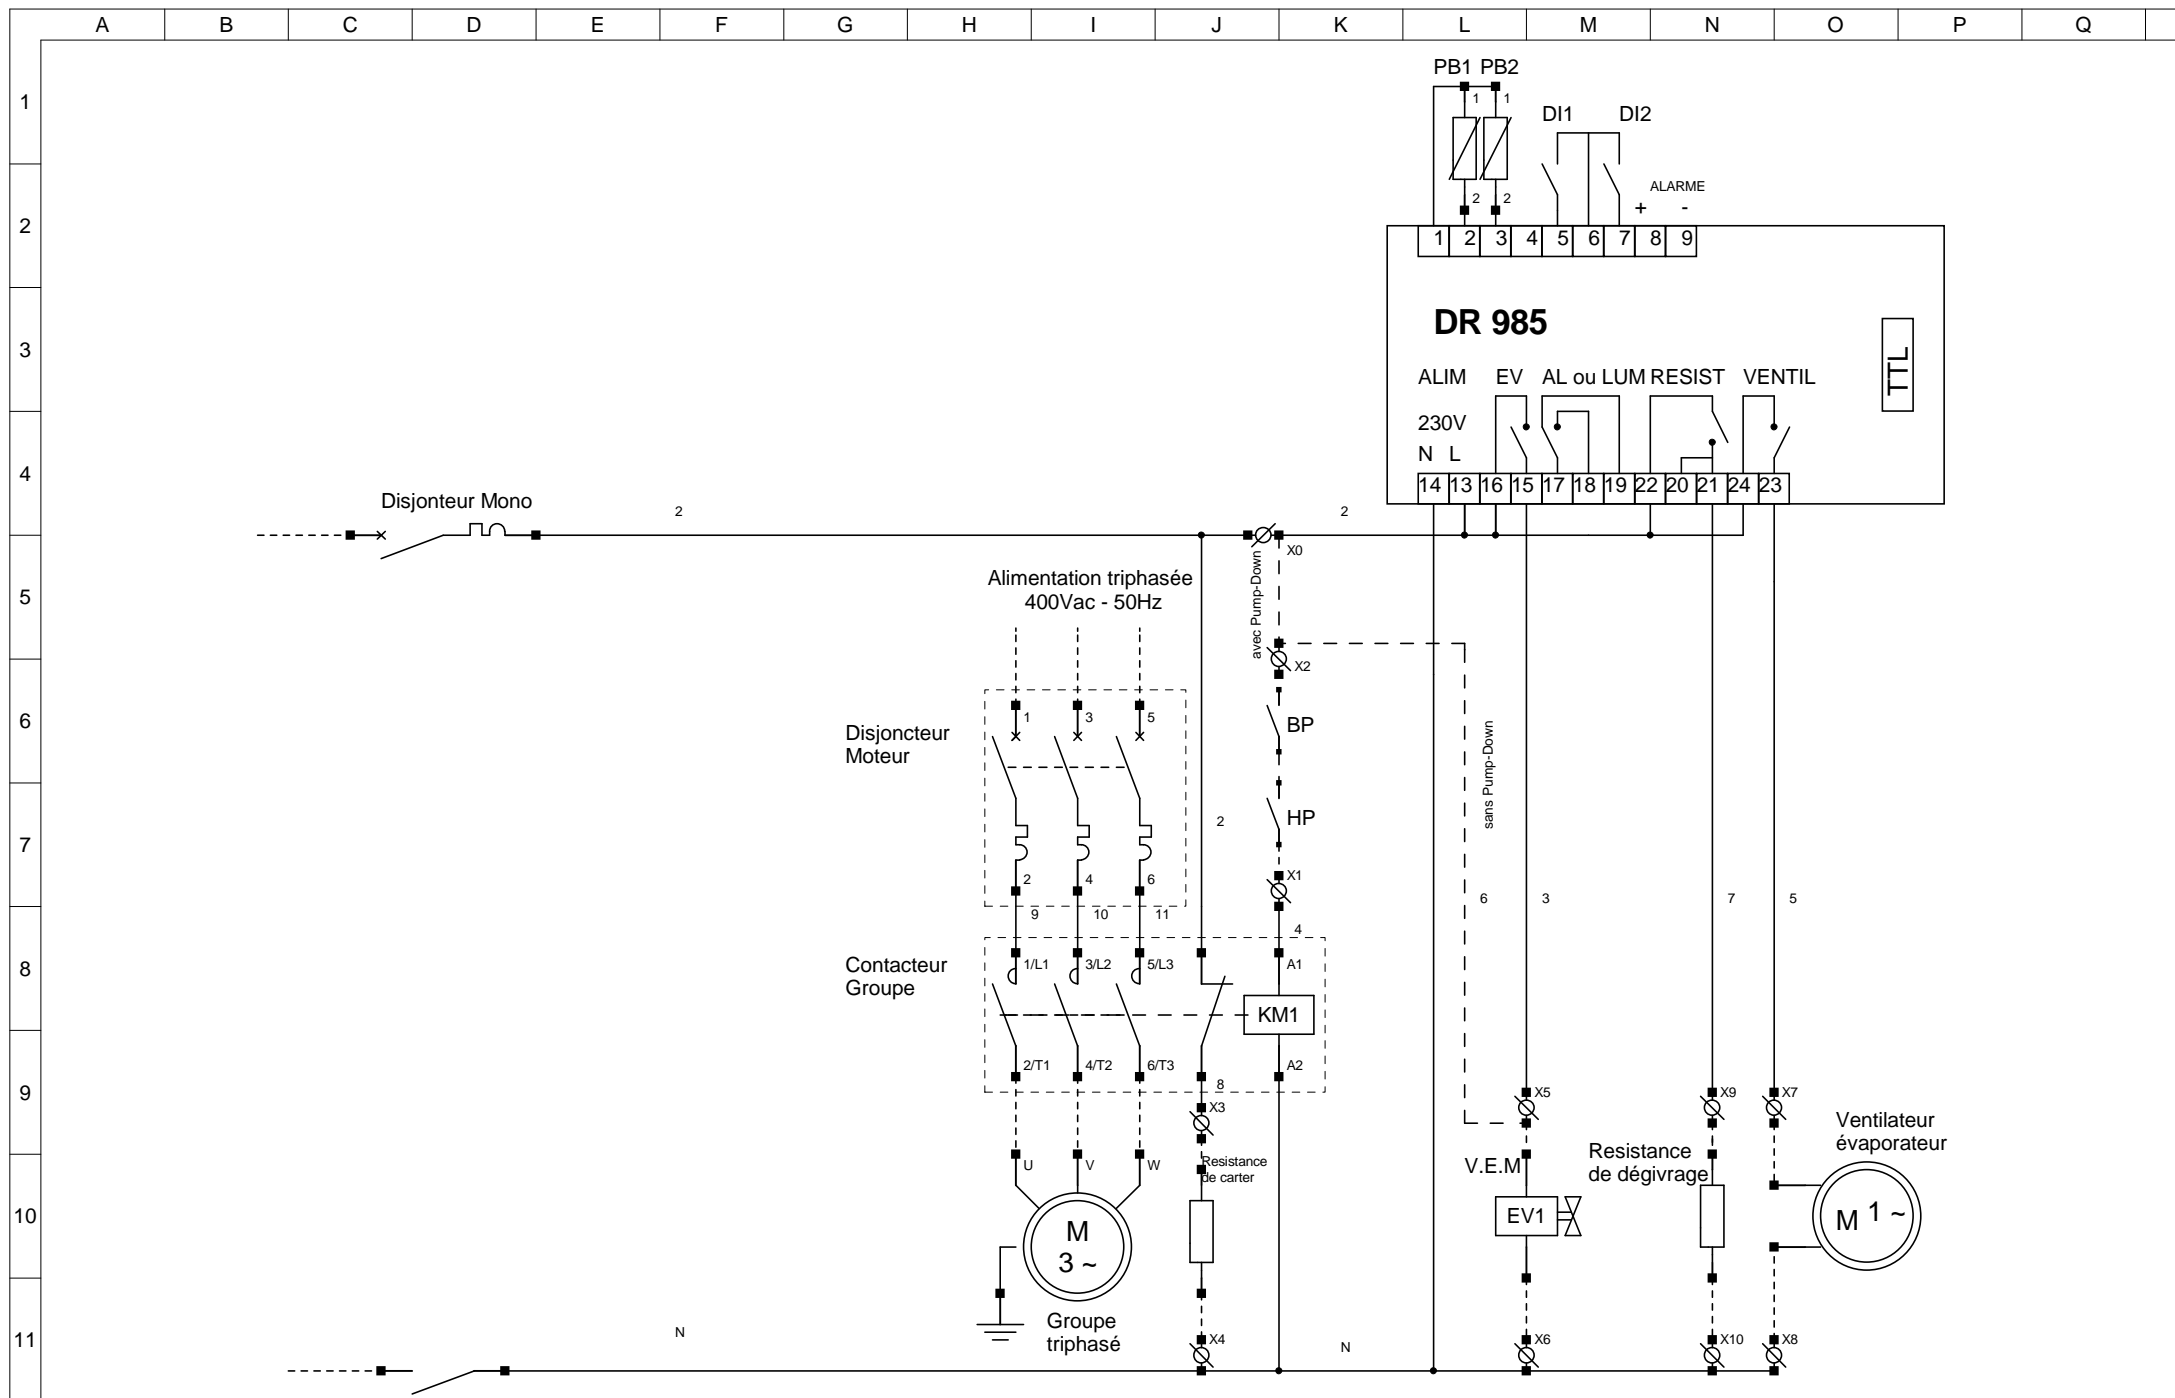 A B C D E F G H I J K L M N O P Q
1
2
3
4
5
6
7
8
9
10
11
PB1 PB2
1 1
DI1 DI2
2 2
ALARME
+ -
1 2 3 4 5 6 7 8 9
DR 985
TTL
ALIM EV AL ou LUM RESIST VENTIL
230V
N L
14 13 16 15 17 18 19 22 20 21 24 23
Disjonteur Mono
2
2
X0
Alimentation triphasée
400Vac - 50Hz
avec Pump-Down
X2
1 3 5
Disjoncteur
Moteur
BP
sans Pump-Down
HP
2
2 4 6
X1
9 10 11
6 3 7 5
4
Contacteur
Groupe
1/L1 3/L2 5/L3
A1
KM1
2/T1 4/T2 6/T3
A2
8
X3
X5 X9 X7
Ventilateur
évaporateur
U V W
Resistance
de carter
V.E.M
Resistance
de dégivrage
EV1
M 1 ~
M
3 ~
Groupe
triphasé
N
N
X4 X6 X10 X8